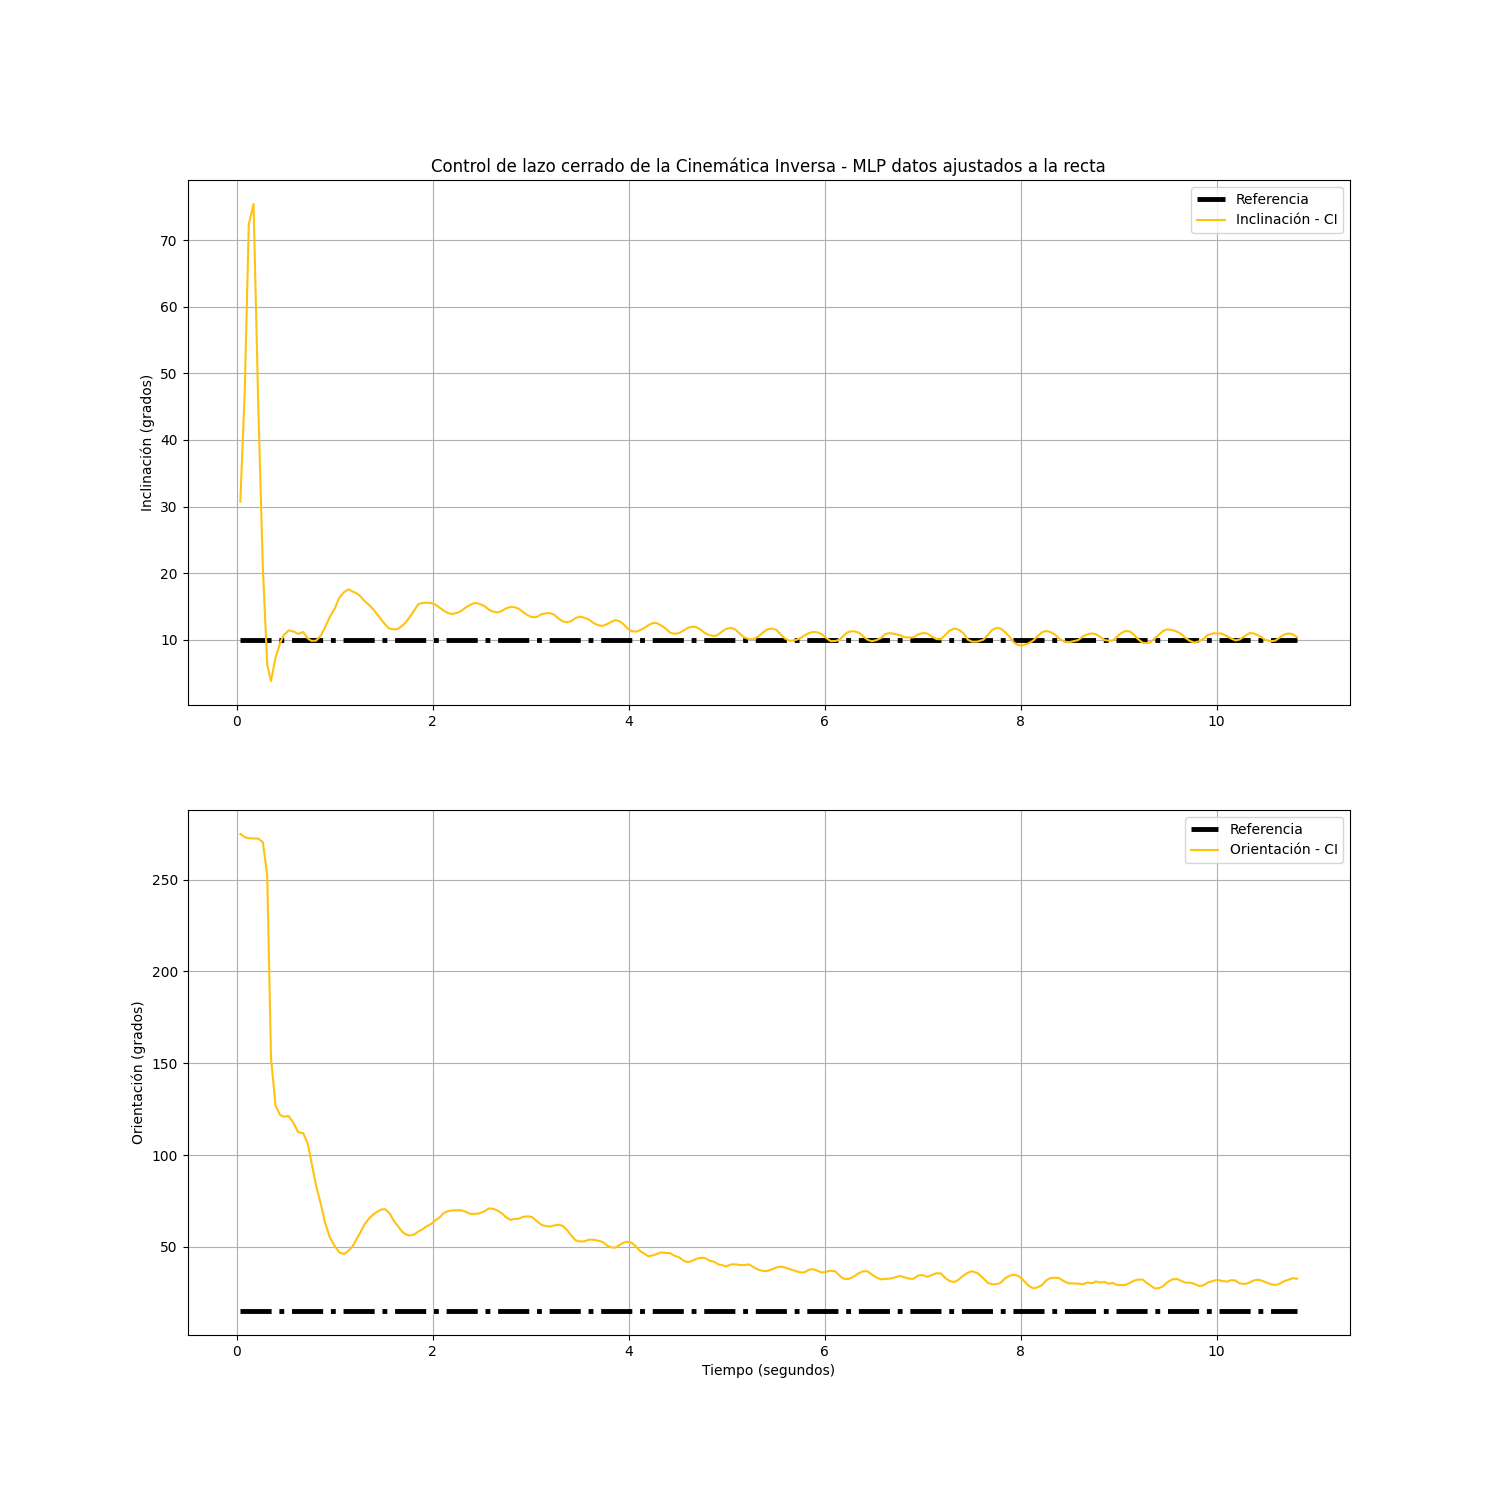 Control de lazo cerrado de la Cinemática Inversa - MLP datos ajustados a la recta
Referencia
Inclinación - CI
Inclinación (grados)
70
60
50
40
30
20
10
0 2 4 6 8 10
Referencia
Orientación - CI
Orientación (grados)
250
200
150
100
50
0 2 4 6 8 10
Tiempo (segundos)